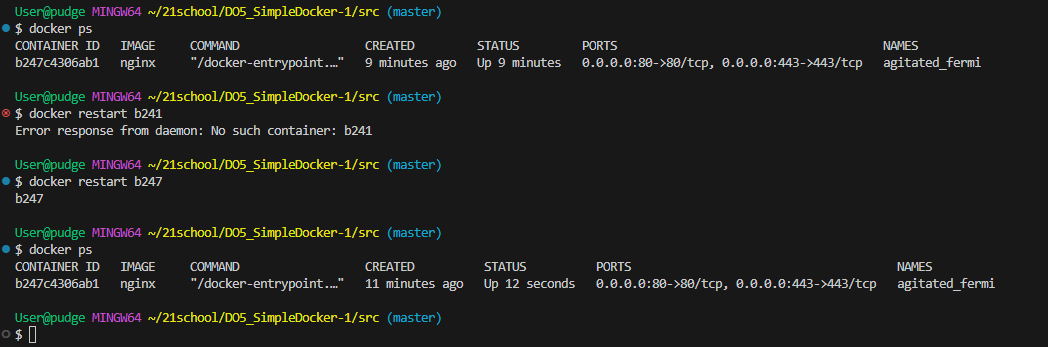 User@pudge MINGW64 ~/21school/DO5_SimpleDocker-1/src (master)
$ docker ps
CONTAINER ID   IMAGE     COMMAND                  CREATED         STATUS         PORTS                                      NAMES
b247c4306ab1   nginx     "/docker-entrypoint.…"   9 minutes ago   Up 9 minutes   0.0.0.0:80->80/tcp, 0.0.0.0:443->443/tcp   agitated_fermi
User@pudge MINGW64 ~/21school/DO5_SimpleDocker-1/src (master)
$ docker restart b241
Error response from daemon: No such container: b241
User@pudge MINGW64 ~/21school/DO5_SimpleDocker-1/src (master)
$ docker restart b247
b247
User@pudge MINGW64 ~/21school/DO5_SimpleDocker-1/src (master)
$ docker ps
CONTAINER ID   IMAGE     COMMAND                  CREATED          STATUS          PORTS                                      NAMES
b247c4306ab1   nginx     "/docker-entrypoint.…"   11 minutes ago   Up 12 seconds   0.0.0.0:80->80/tcp, 0.0.0.0:443->443/tcp   agitated_fermi
User@pudge MINGW64 ~/21school/DO5_SimpleDocker-1/src (master)
$